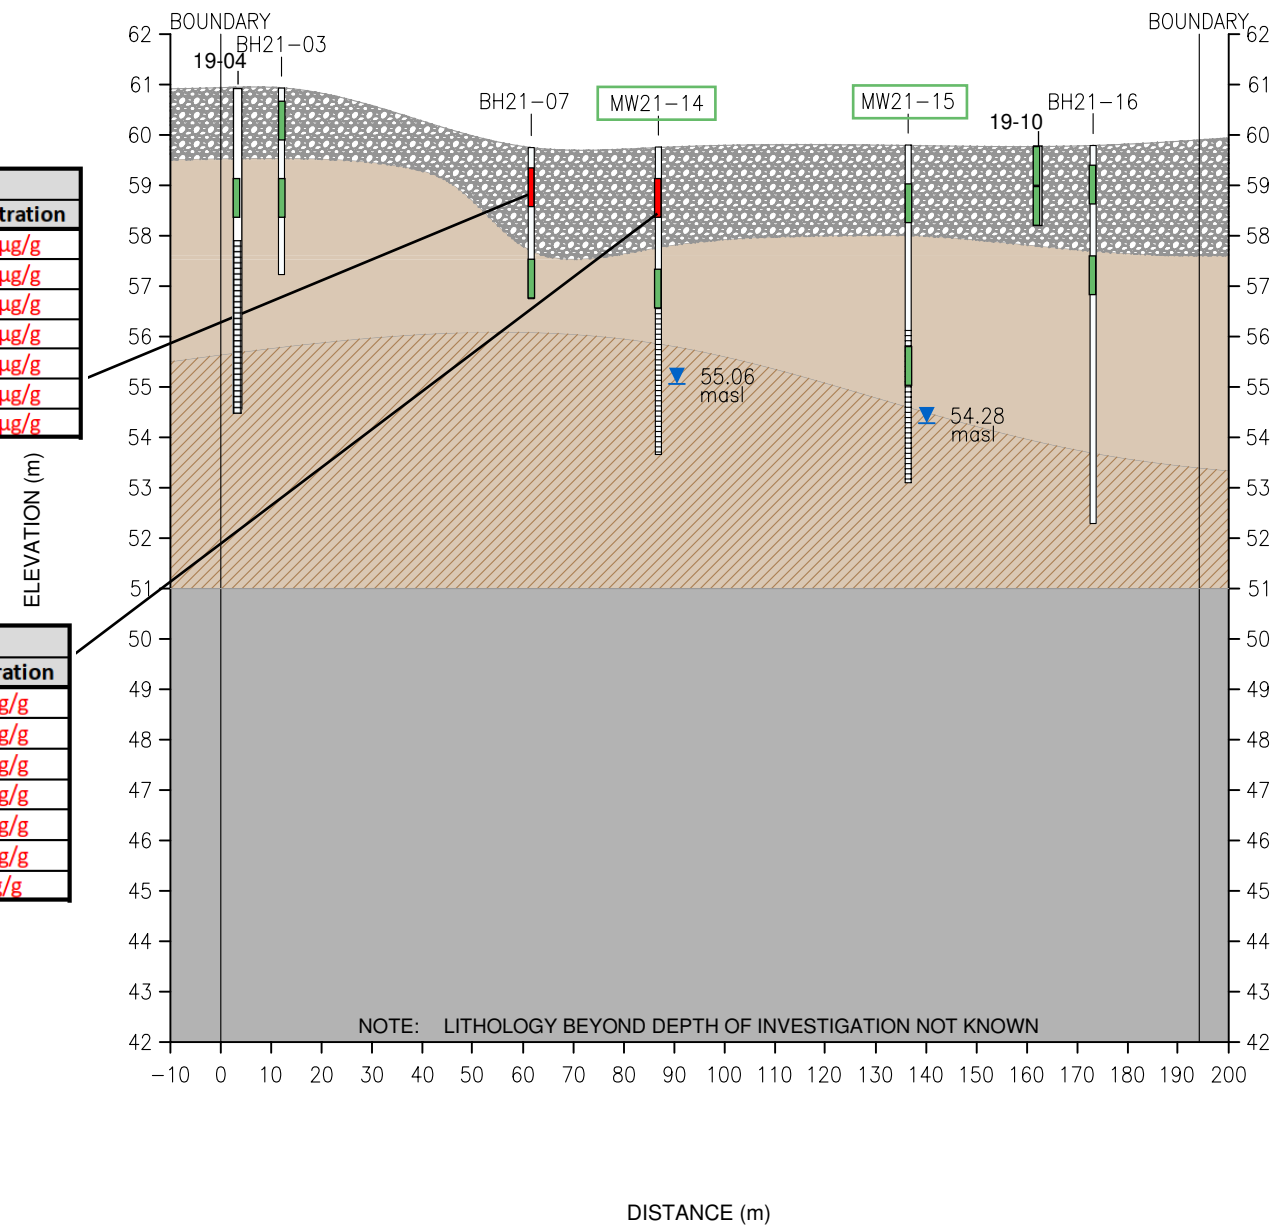 BOUNDARY
BOUNDARY
19-04
BH21-03
BH21-07
MW21-14
MW21-15
19-10
BH21-16
62
61
60
59
58
57
56
55
54
53
52
51
50
49
48
47
46
45
44
43
42
62
61
60
59
58
57
56
55
54
53
52
51
50
49
48
47
46
45
44
43
42
tration
µg/g
µg/g
µg/g
µg/g
µg/g
µg/g
µg/g
ELEVATION (m)
ration
g/g
g/g
g/g
g/g
g/g
g/g
g/g
55.06
masl
54.28
masl
NOTE: LITHOLOGY BEYOND DEPTH OF INVESTIGATION NOT KNOWN
-10 0 10 20 30 40 50 60 70 80 90 100 110 120 130 140 150 160 170 180 190 200
DISTANCE (m)